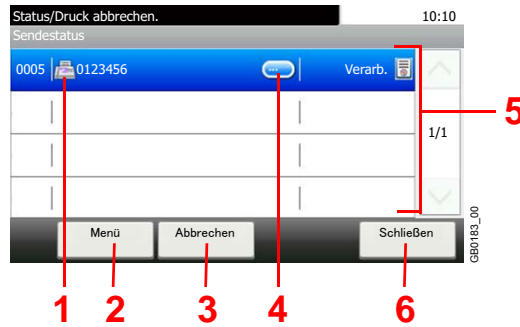 Status/Druck abbrechen. 10:10
Sendestatus
0005 0123456 ... Verarb.
5
1/1
Menü Abbrechen Schließen
GB0183_00
1 2 3 4 6